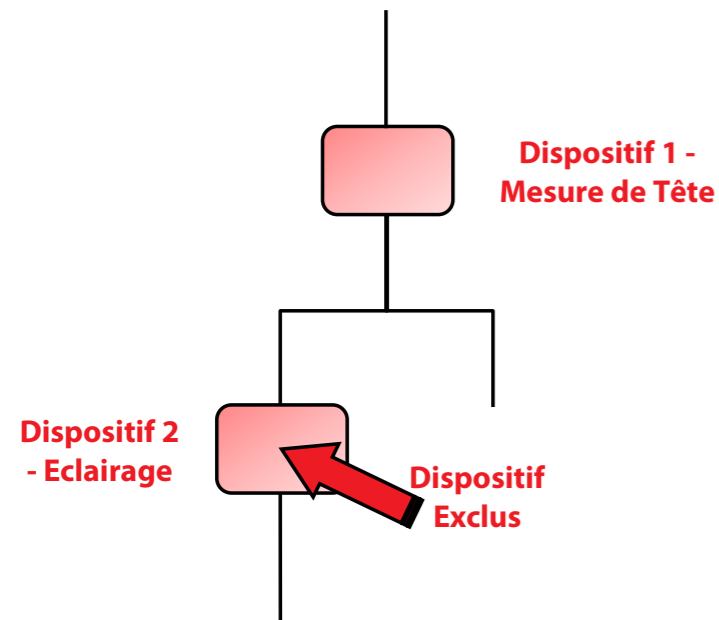 Dispositif 1 -
Mesure de Tête
Dispositif 2
- Eclairage
Dispositif
Exclus